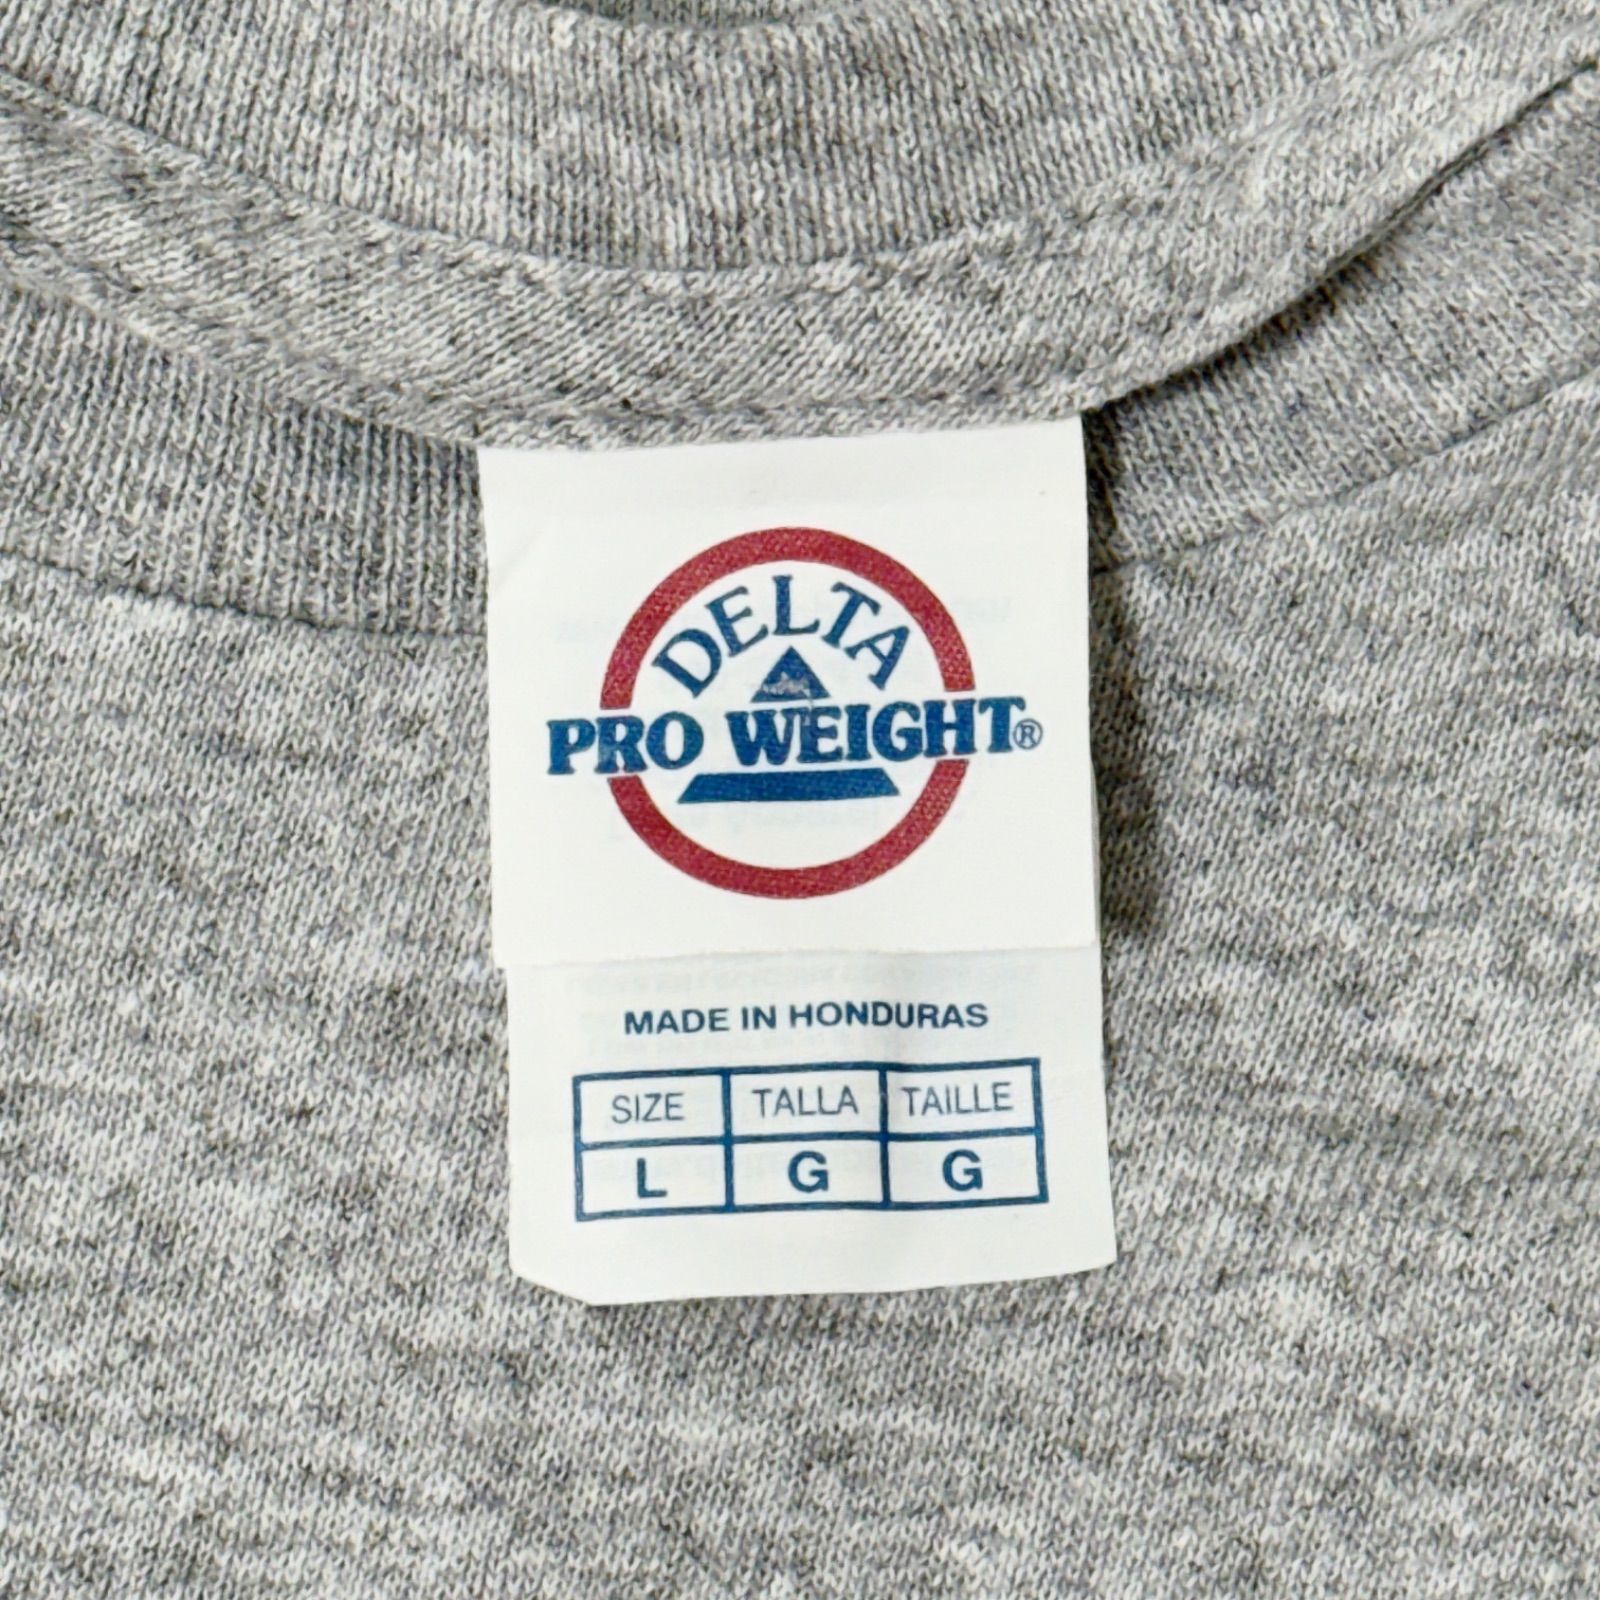 DELTA
PRO WEIGHT®
MADE IN HONDURAS
SIZE TALLA TAILLE
L G G